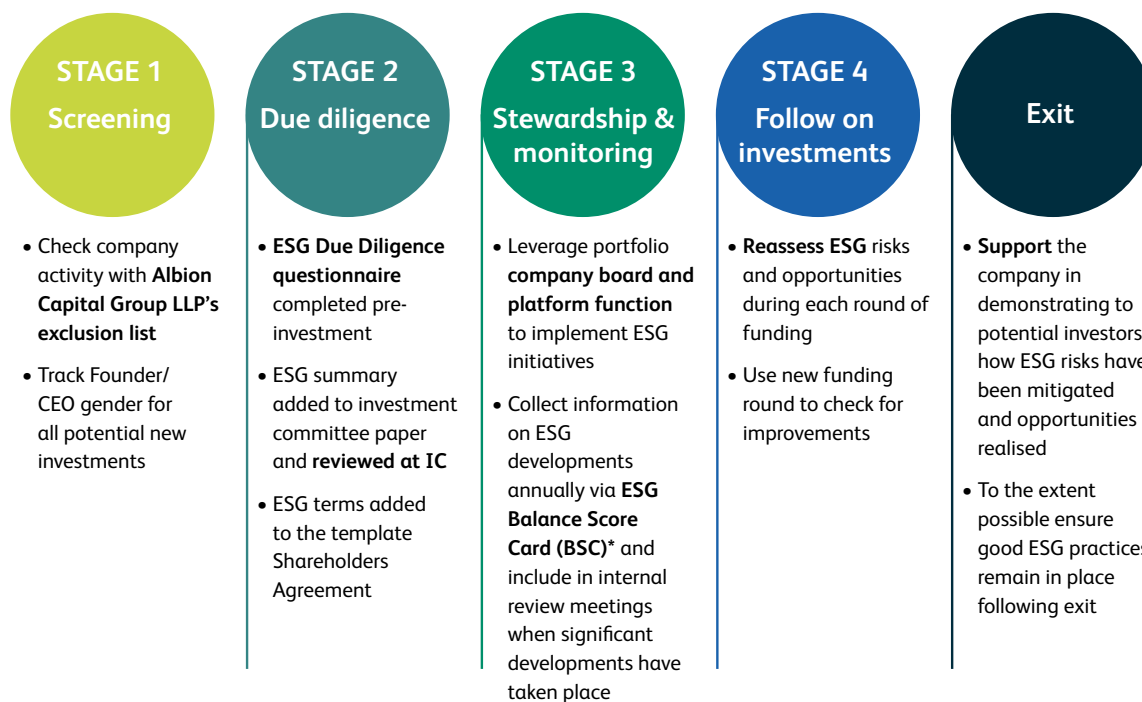 STAGE 1
Screening
• Check company
activity with Albion
Capital Group LLP's
exclusion list
• Track Founder/
CEO gender for
all potential new
investments
STAGE 2
Due diligence
• ESG Due Diligence
questionnaire
completed pre-
investment
• ESG summary
added to investment
committee paper
and reviewed at IC
• ESG terms added
to the template
Shareholders
Agreement
STAGE 3
Stewardship &
monitoring
• Leverage portfolio
company board and
platform function
to implement ESG
initiatives
• Collect information
on ESG
developments
annually via ESG
Balance Score
Card (BSC)* and
include in internal
review meetings
when significant
developments have
taken place
STAGE 4
Follow on
investments
• Reassess ESG risks
and opportunities
during each round of
funding
• Use new funding
round to check for
improvements
Exit
• Support the
company in
demonstrating to
potential investors
how ESG risks have
been mitigated
and opportunities
realised
• To the extent
possible ensure
good ESG practices
remain in place
following exit